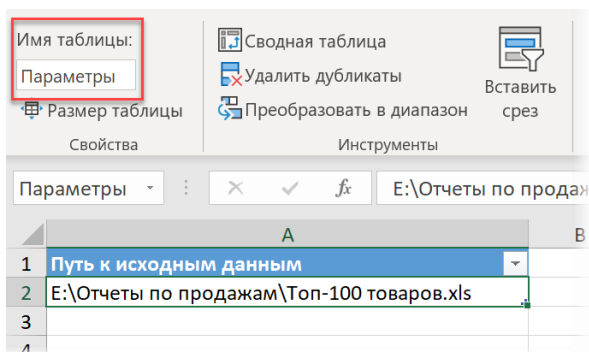 Имя таблицы:
Параметры
Размер таблицы
Свойства
Сводная таблица
Удалить дубликаты
Преобразовать в диапазон
Инструменты
Вставить
срез
Параметры
fx
E:\Отчеты по продаж
A
B
1
Путь к исходным данным
2
E:\Отчеты по продажам\Топ-100 товаров.xls
3
4